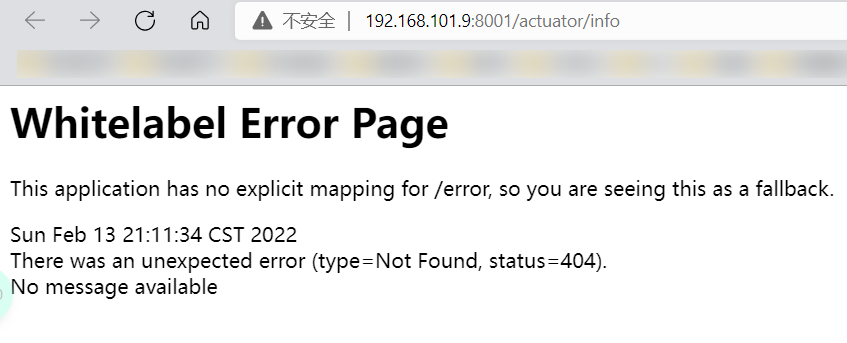 不安全 | 192.168.101.9:8001/actuator/info
Whitelabel Error Page
This application has no explicit mapping for /error, so you are seeing this as a fallback.
Sun Feb 13 21:11:34 CST 2022
There was an unexpected error (type=Not Found, status=404).
No message available